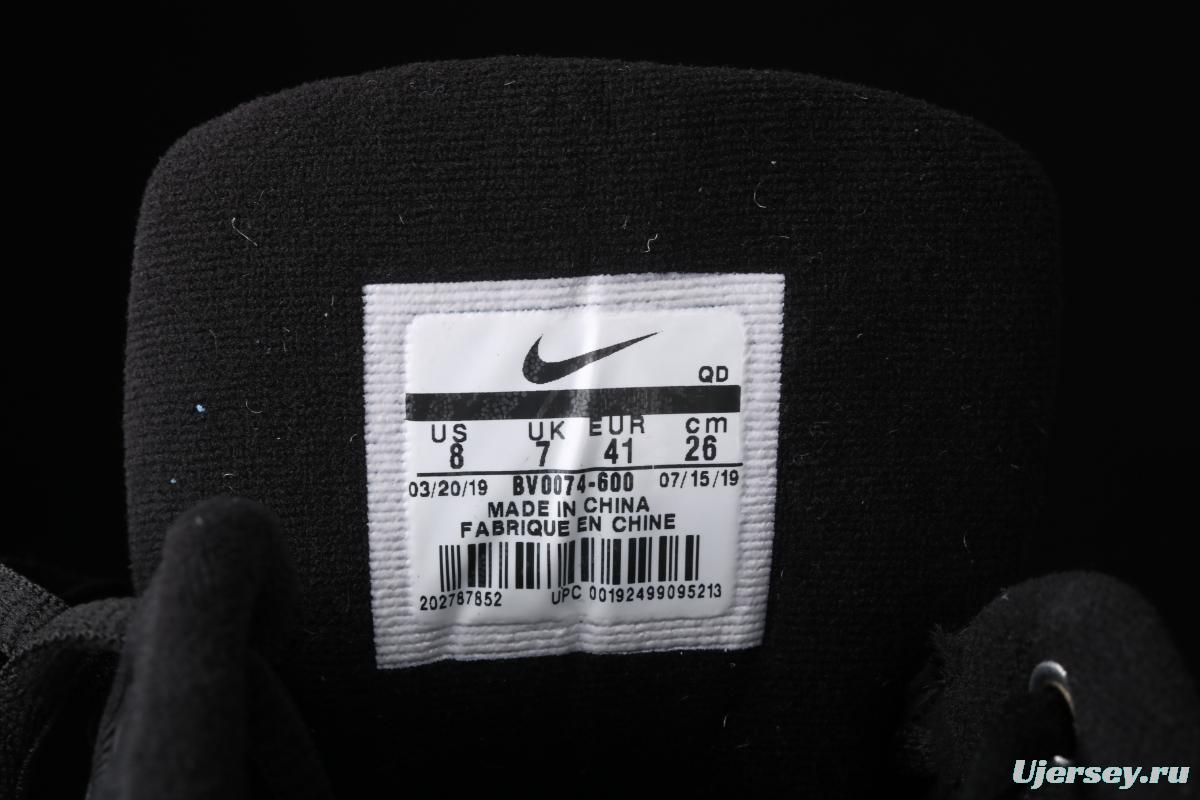 QD
US UK EUR cm
8 7 41 26
03/20/19 BV0074-600 07/15/19
MADE IN CHINA
FABRIQUE EN CHINE
202787852 UPC 00192499095213
Ujersey.ru